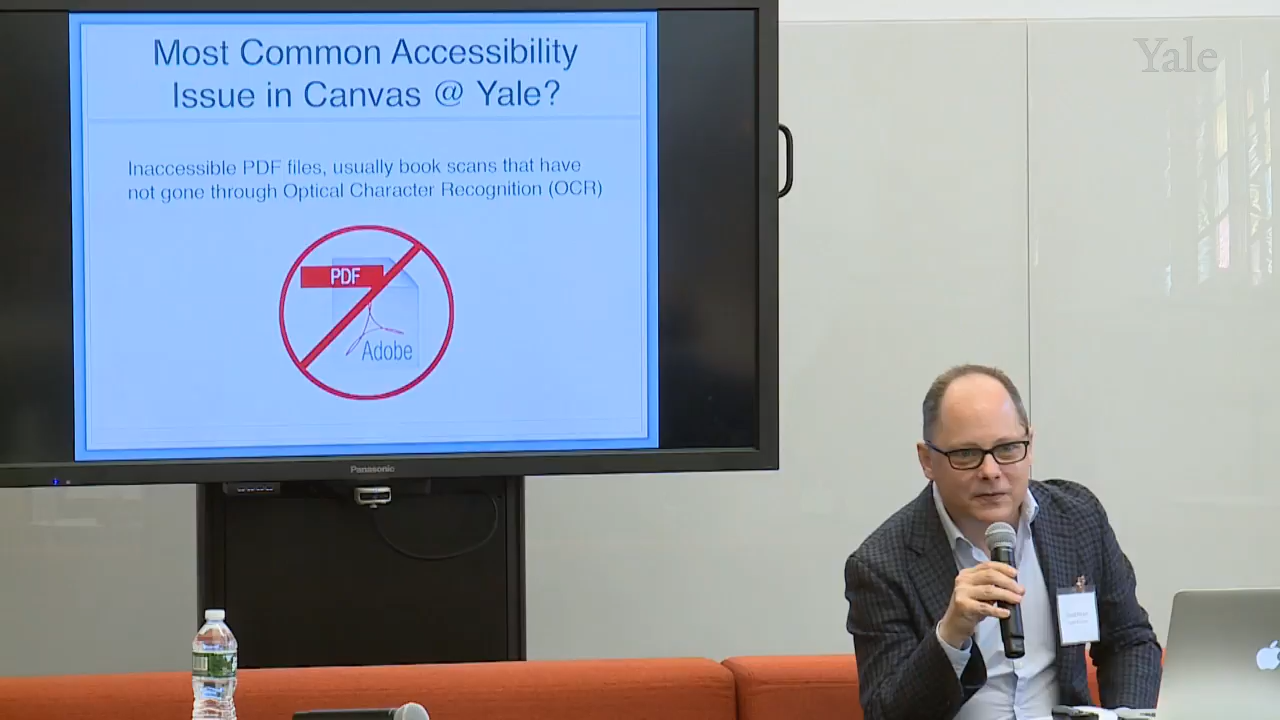 Most Common Accessibility
Issue in Canvas @ Yale?
Yale
Inaccessible PDF files, usually book scans that have
not gone through Optical Character Recognition (OCR)
PDF
Adobe
Panasonic